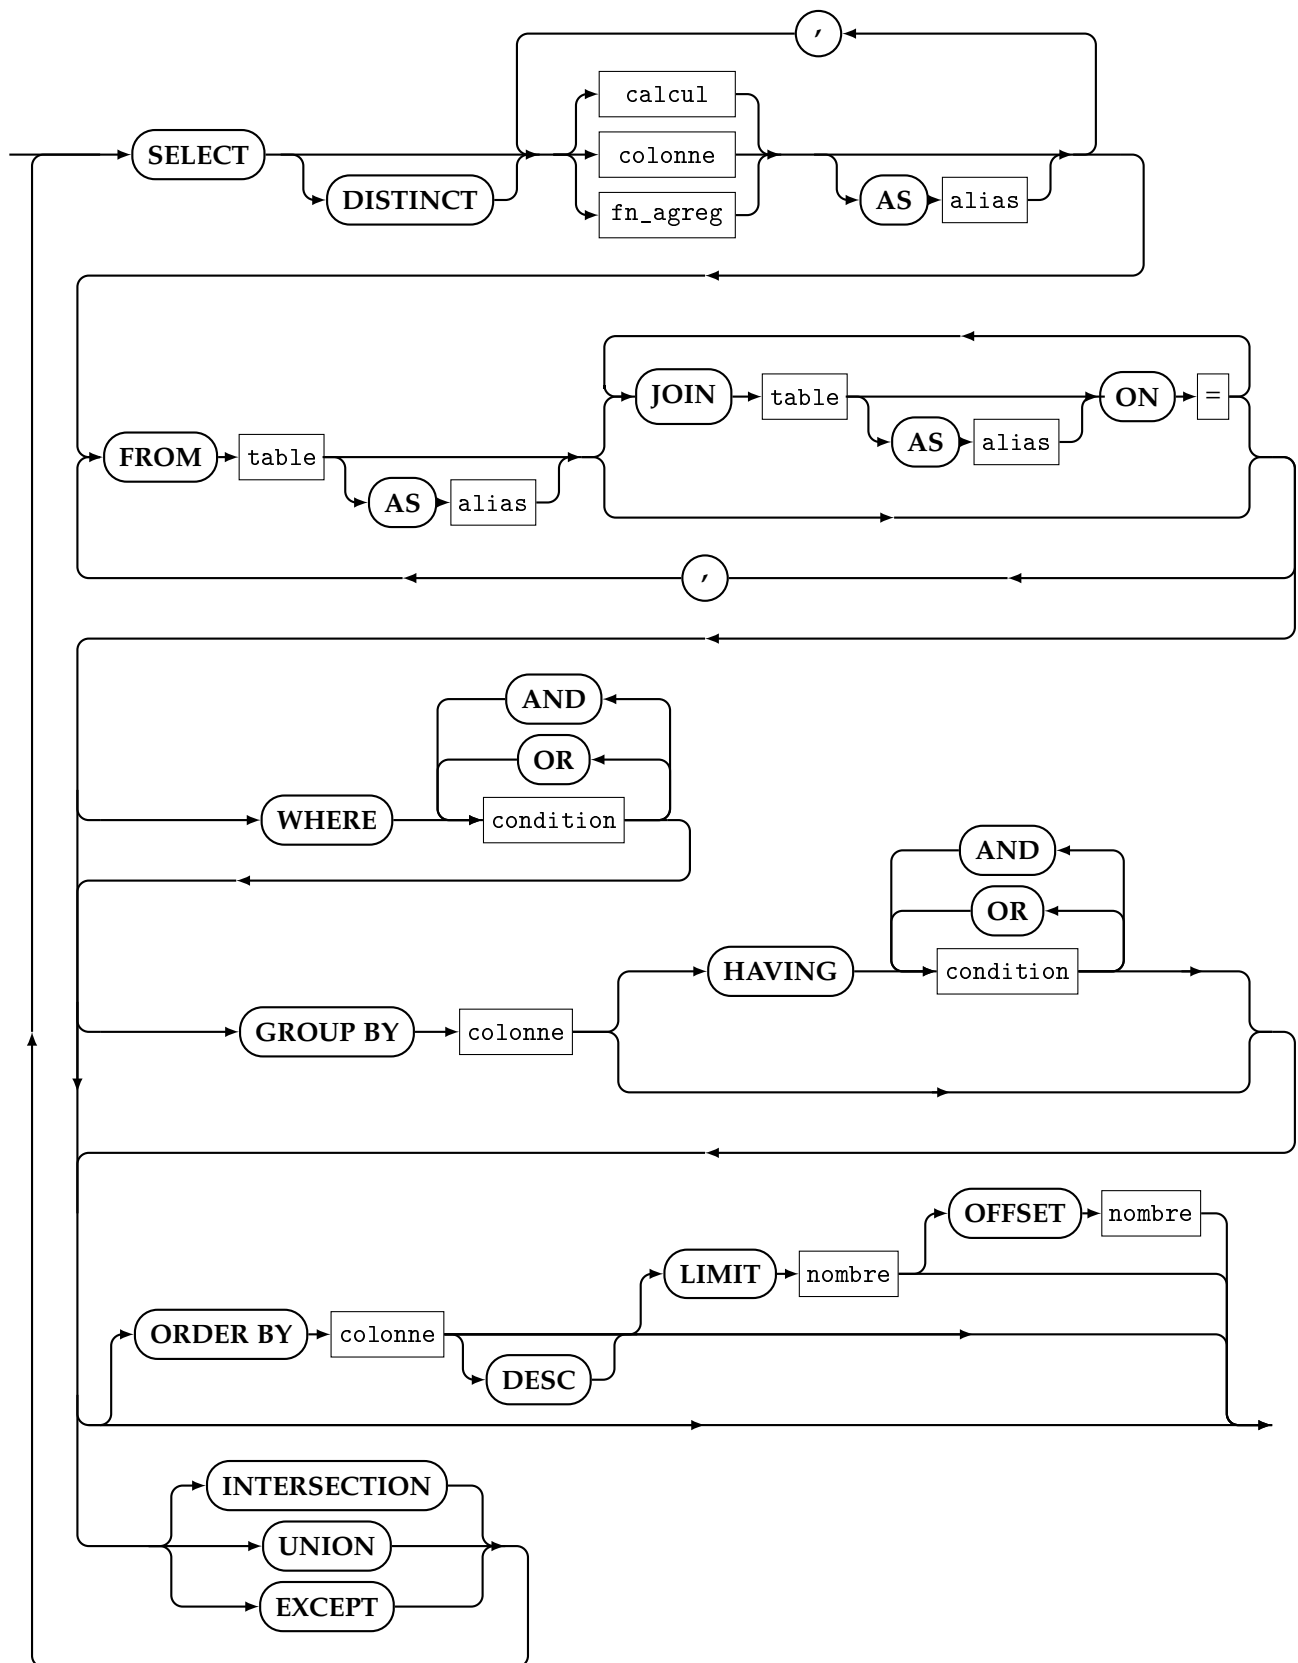 ,
calcul
SELECT colonne
DISTINCT fn_agreg AS alias
JOIN table ON =
AS alias
FROM table
AS alias
,
AND
OR
WHERE condition
AND
OR
HAVING condition
GROUP BY colonne
OFFSET nombre
LIMIT nombre
ORDER BY colonne
DESC
INTERSECTION
UNION
EXCEPT